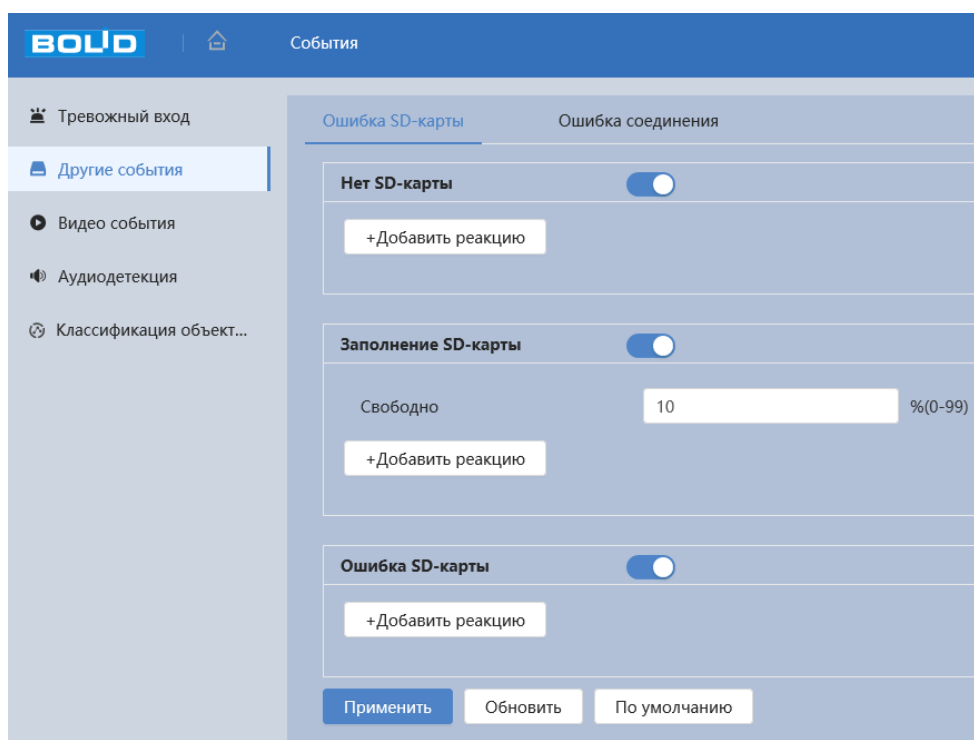 BOLID
События
Тревожный вход
Другие события
Видео события
Аудиодетекция
Классификация объект...
Ошибка SD-карты Ошибка соединения
Нет SD-карты
+Добавить реакцию
Заполнение SD-карты
Свободно 10 %(0-99)
+Добавить реакцию
Ошибка SD-карты
+Добавить реакцию
Применить Обновить По умолчанию